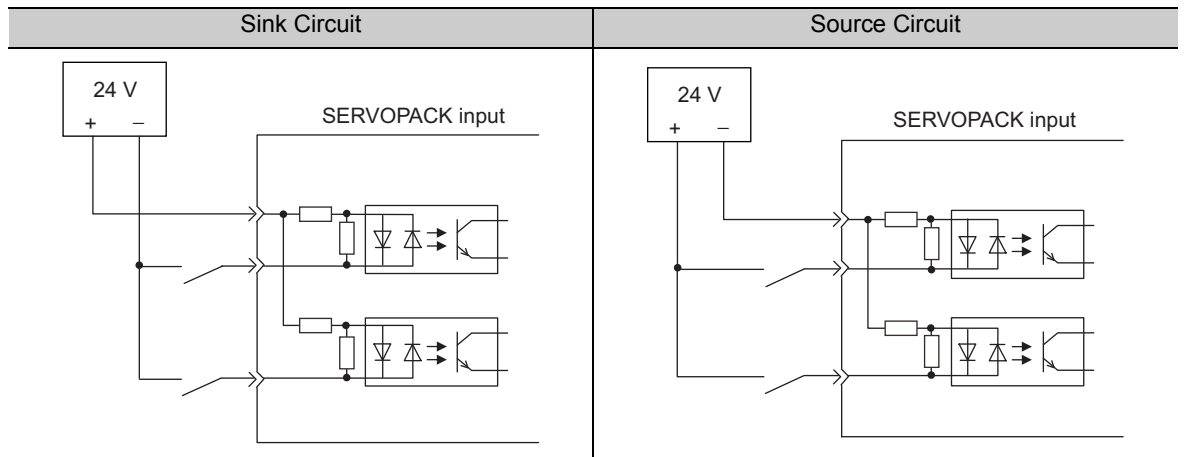 Sink Circuit
Source Circuit
24 V
+ −
SERVOPACK input
24 V
+ −
SERVOPACK input